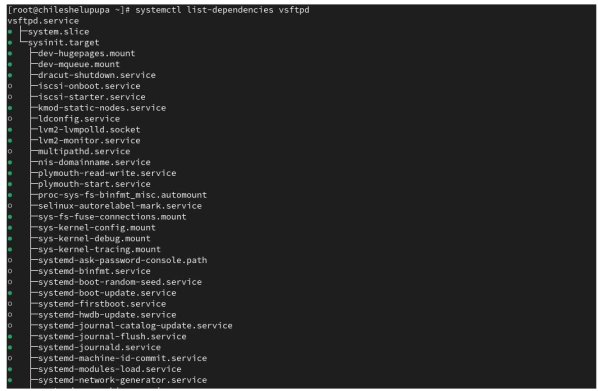 [root@chileshelupupa ~]# systemctl list-dependencies vsftpd
vsftpd.service
● ├─system.slice
● └─sysinit.target
●   ├─dev-hugepages.mount
●   ├─dev-mqueue.mount
●   ├─dracut-shutdown.service
○   ├─iscsi-onboot.service
○   ├─iscsi-starter.service
●   ├─kmod-static-nodes.service
○   ├─ldconfig.service
●   ├─lvm2-lvmpolld.socket
●   ├─lvm2-monitor.service
○   ├─multipathd.service
●   ├─nis-domainname.service
●   ├─plymouth-read-write.service
●   ├─plymouth-start.service
●   ├─proc-sys-fs-binfmt_misc.automount
○   ├─selinux-autorelabel-mark.service
●   ├─sys-fs-fuse-connections.mount
●   ├─sys-kernel-config.mount
●   ├─sys-kernel-debug.mount
●   ├─sys-kernel-tracing.mount
○   ├─systemd-ask-password-console.path
○   ├─systemd-binfmt.service
○   ├─systemd-boot-random-seed.service
●   ├─systemd-boot-update.service
○   ├─systemd-firstboot.service
○   ├─systemd-hwdb-update.service
○   ├─systemd-journal-catalog-update.service
●   ├─systemd-journal-flush.service
●   ├─systemd-journald.service
○   ├─systemd-machine-id-commit.service
●   ├─systemd-modules-load.service
●   ├─systemd-network-generator.service